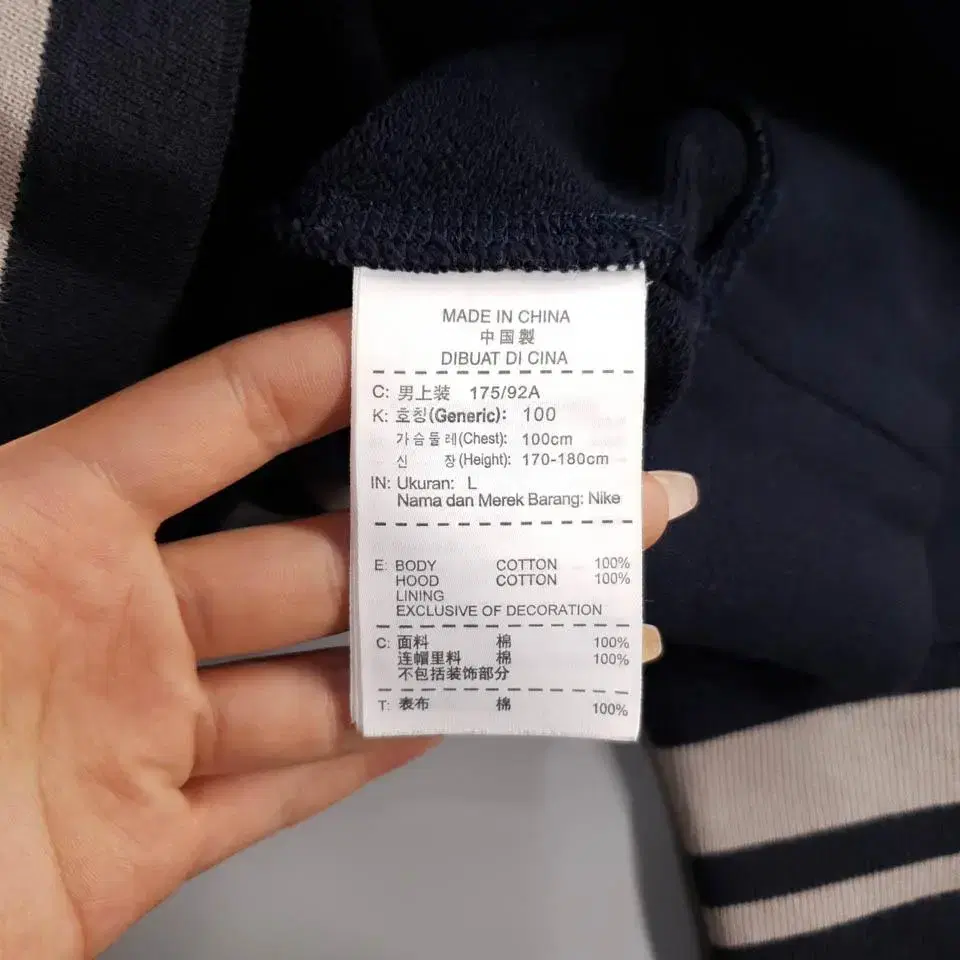 MADE IN CHINA
中国製
DIBUAT DI CINA
C: 男上装 175/92A
K: 호칭(Generic): 100
가슴둘레(Chest): 100cm
신 장(Height): 170-180cm
IN: Ukuran: L
Nama dan Merek Barang: Nike
E: BODY COTTON 100%
HOOD COTTON 100%
LINING
EXCLUSIVE OF DECORATION
C: 面料 棉 100%
连帽里料 棉 100%
不包括装饰部分
T: 表布 棉 100%